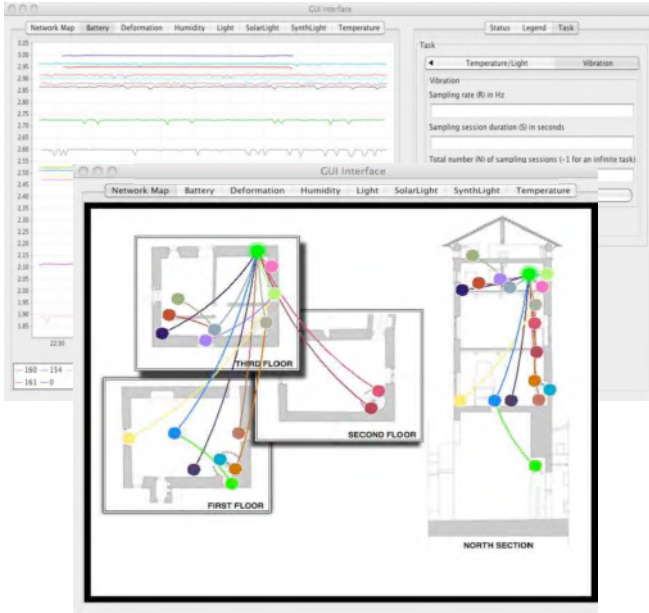 GUI Interface
Network Map Battery Deformation Humidity Light SolarLight SynthLight Temperature
Status Legend Task
3.05
3.00
2.95
2.90
2.85
2.80
2.75
2.70
2.65
2.60
2.55
2.50
2.45
2.40
2.35
2.30
2.25
2.20
2.15
2.10
2.05
2.00
1.95
1.90
1.85
22:30
160 154
161 0
Task
Temperature/Light Vibration
Vibration
Sampling rate (R) in Hz
Sampling session duration (S) in seconds
Total number (N) of sampling sessions (-1 for an infinite task)
GUI Interface
Network Map Battery Deformation Humidity Light SolarLight SynthLight Temperature
THIRD FLOOR
SECOND FLOOR
FIRST FLOOR
NORTH SECTION